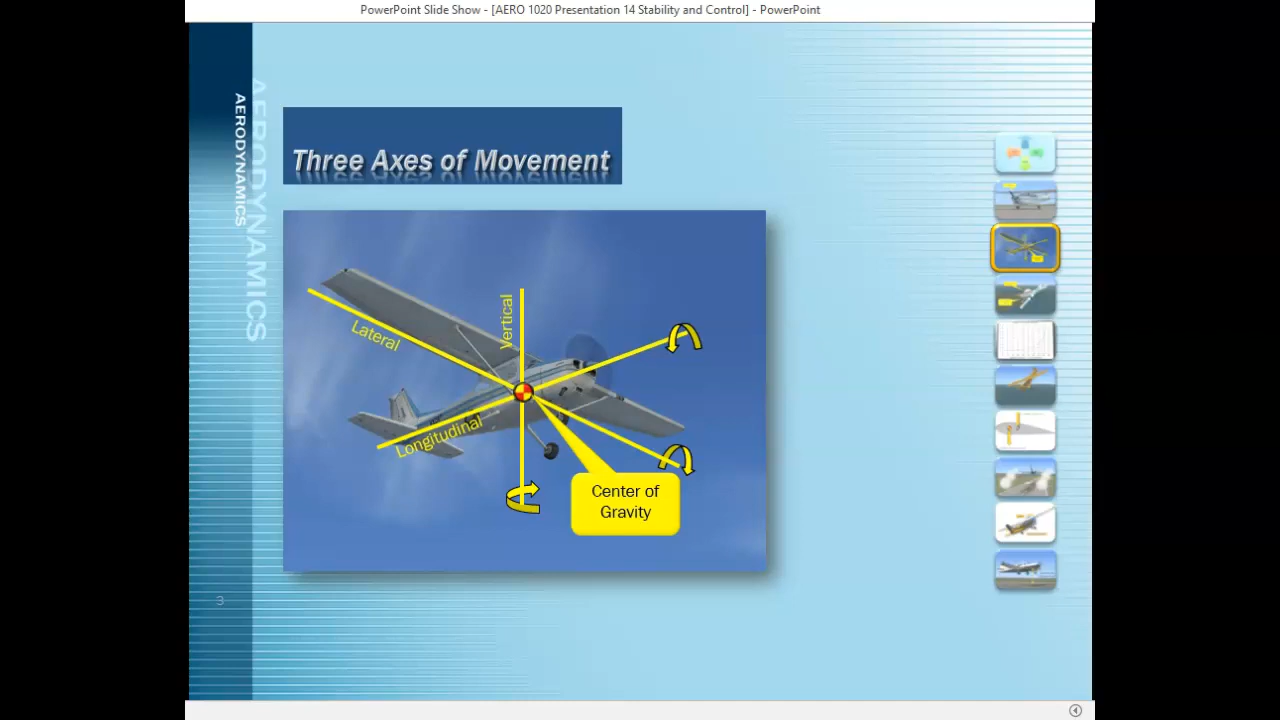 PowerPoint Slide Show - [AERO 1020 Presentation 14 Stability and Control] - PowerPoint
AERODYNAMICS
AERODYNAMICS
Three Axes of Movement
Lateral
Vertical
Longitudinal
Center of
Gravity
3